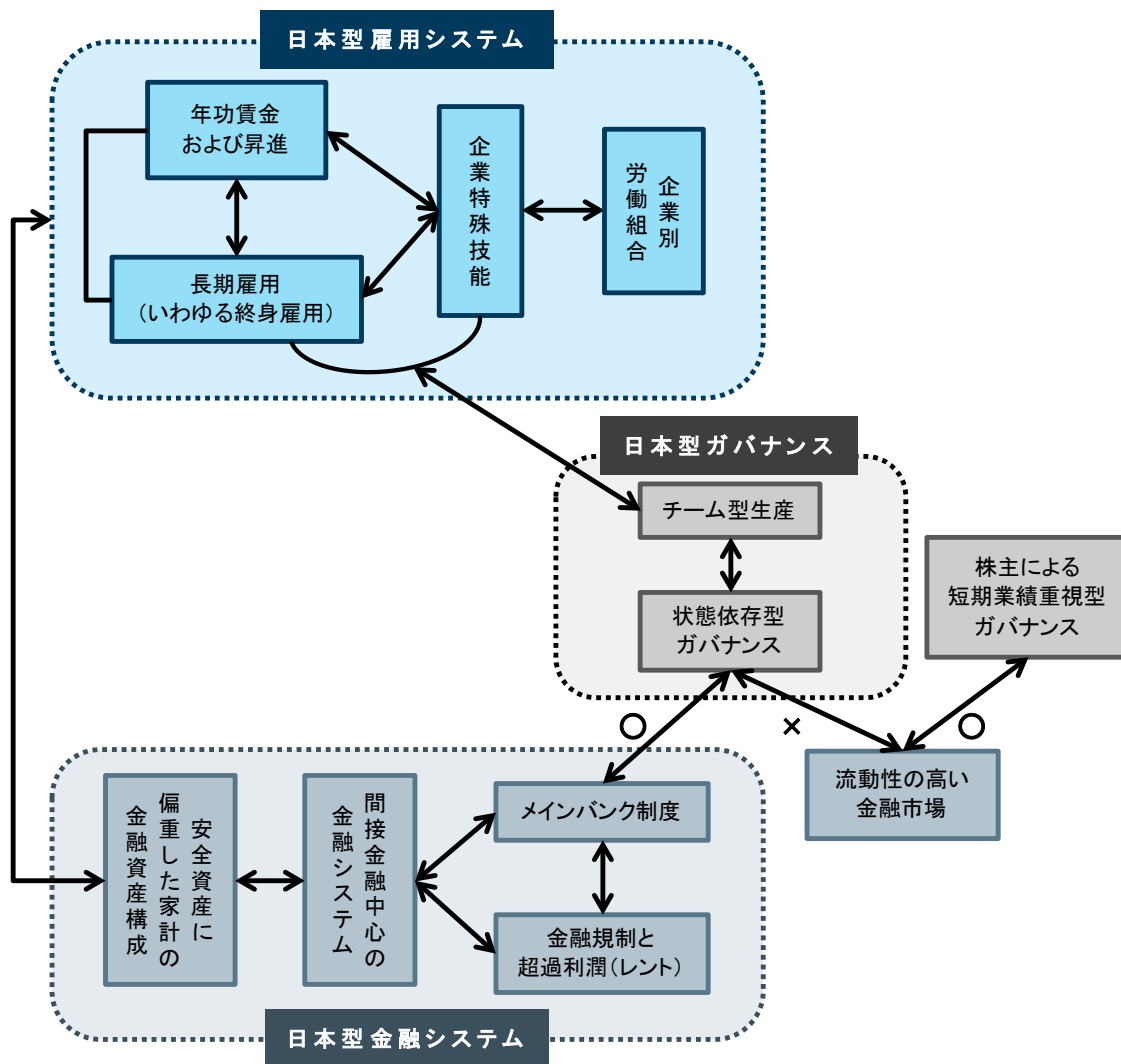 日本型雇用システム
年功賃金
および昇進
長期雇用
（いわゆる終身雇用）
企業特殊技能
企業別
労働組合
日本型ガバナンス
チーム型生産
状態依存型
ガバナンス
株主による
短期業績重視型
ガバナンス
○
×
○
流動性の高い
金融市場
安全資産に
偏重した家計の
金融資産構成
間接金融中心の
金融システム
メインバンク制度
金融規制と
超過利潤（レント）
日本型金融システム